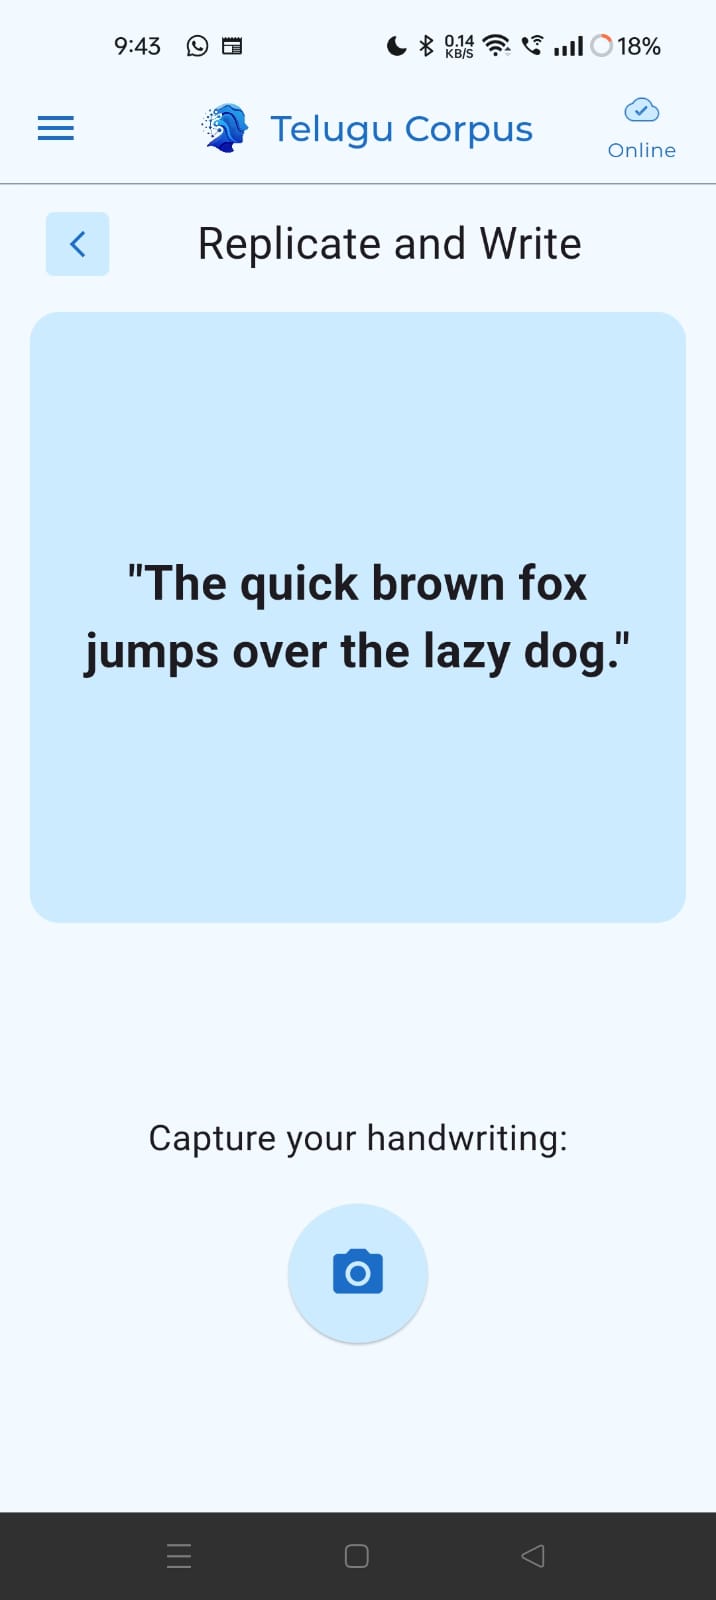 9:43 0.14 KB/S 18%
Telugu Corpus
Online
Replicate and Write
"The quick brown fox
jumps over the lazy dog."
Capture your handwriting: